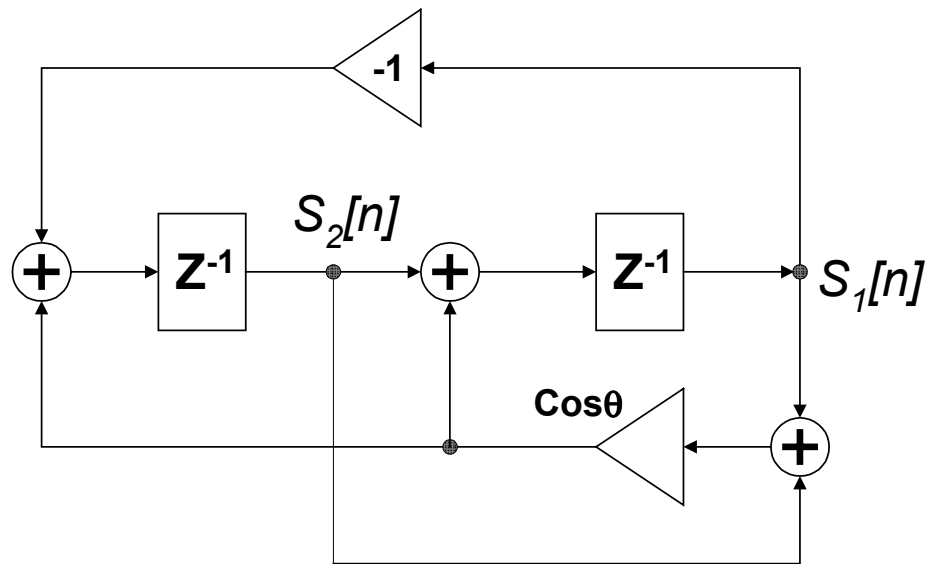 -1
S₂[n]
+
Z⁻¹
+
Z⁻¹
S₁[n]
Cosθ
+